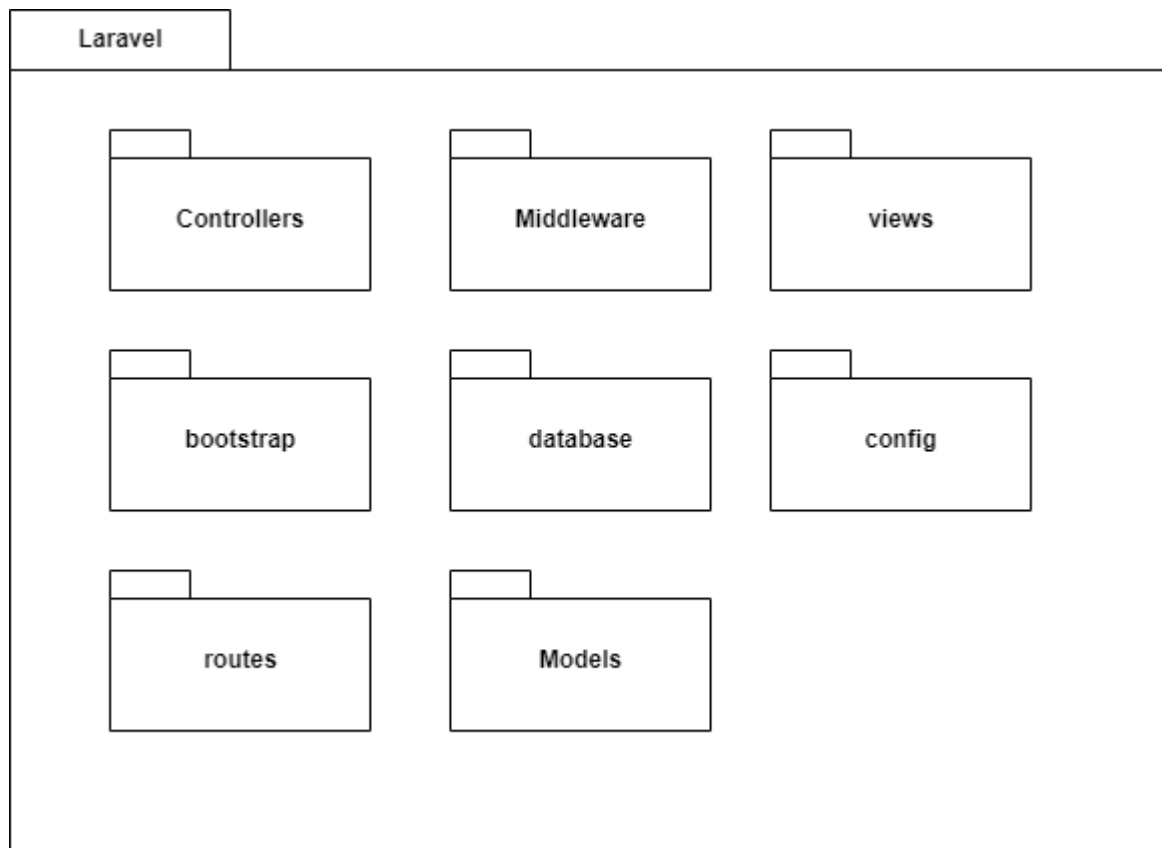 Laravel
Controllers
Middleware
views
bootstrap
database
config
routes
Models